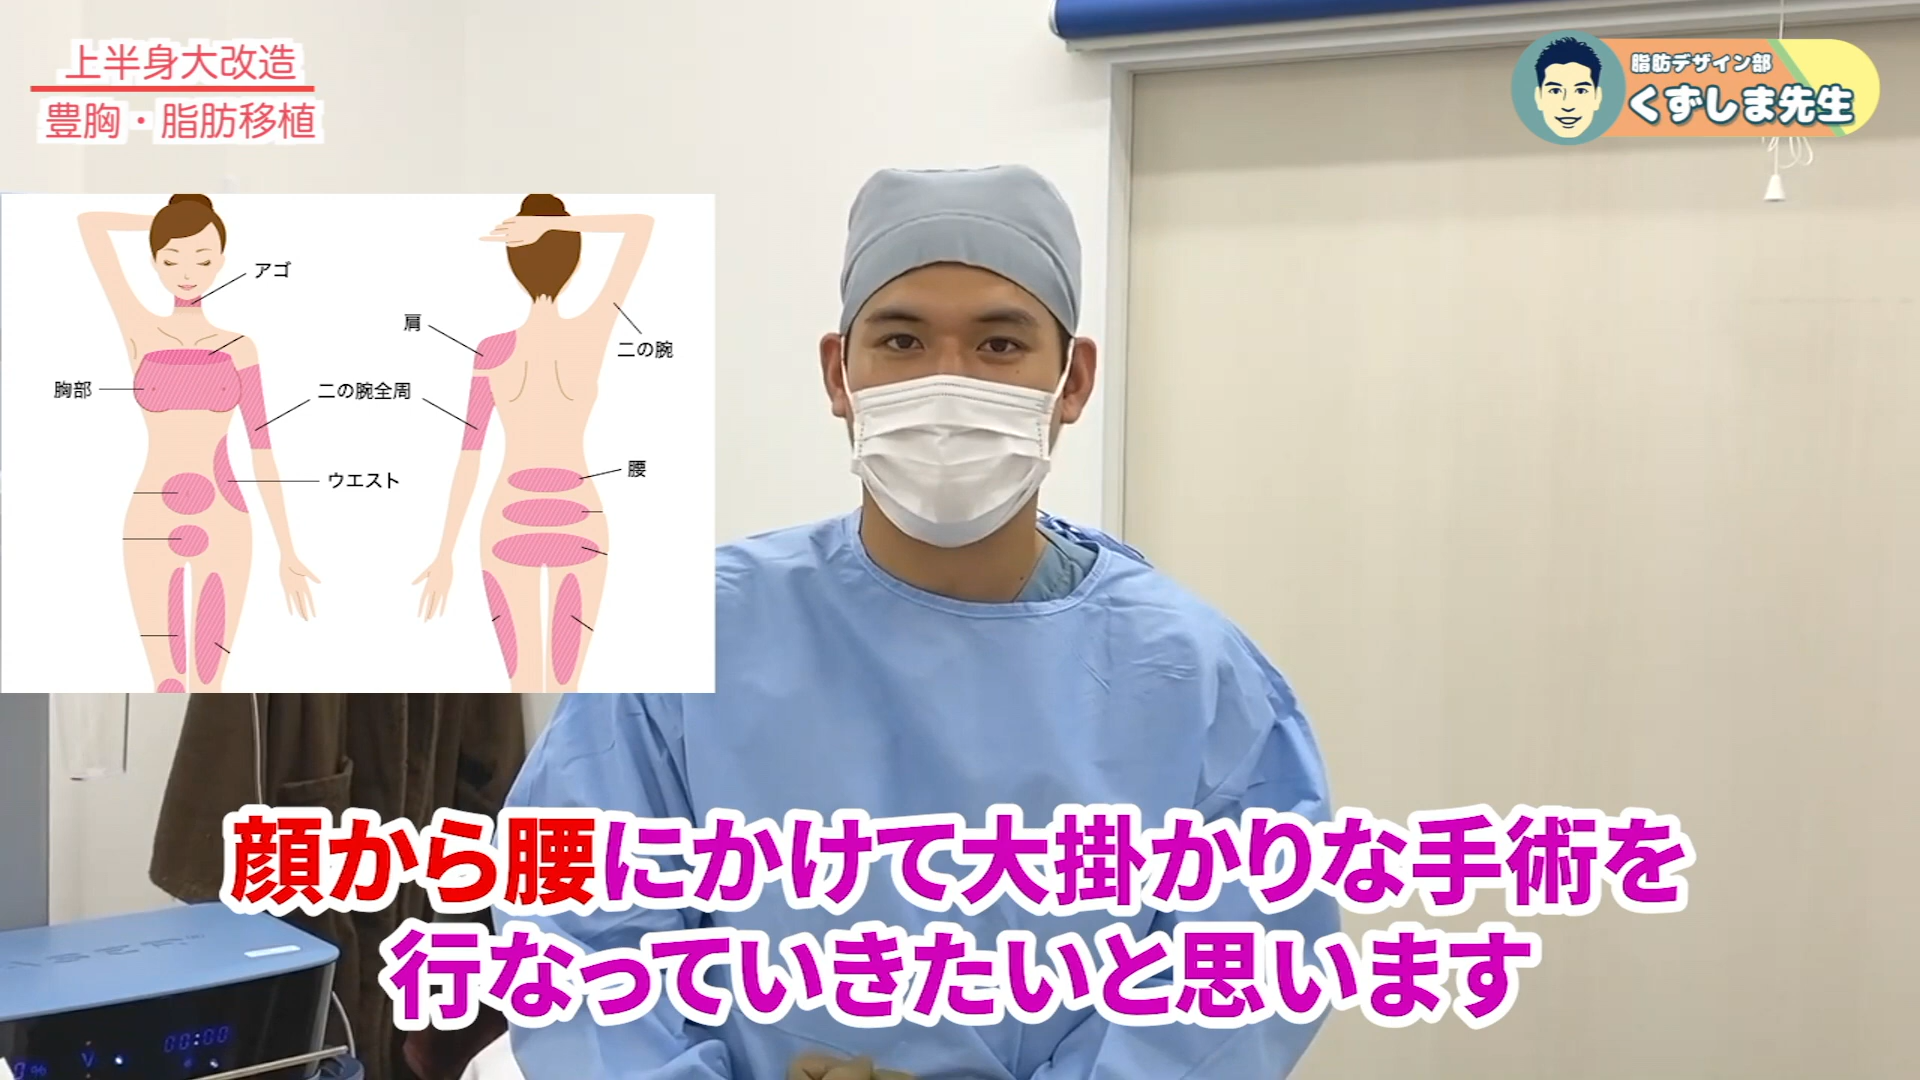 上半身大改造
豊胸・脂肪移植
脂肪デザイン部
くずしま先生
アゴ
肩
二の腕
胸部
二の腕全周
ウエスト
腰
顔から腰にかけて大掛かりな手術を
行なっていきたいと思います
00:00